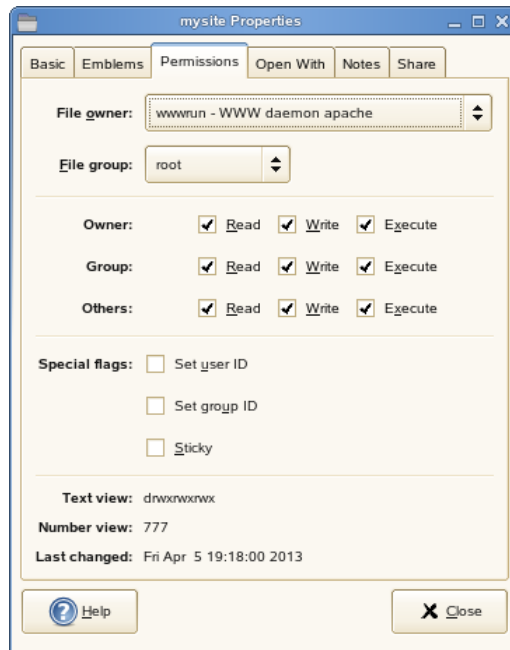 mysite Properties
Basic Emblems Permissions Open With Notes Share
File owner: wwwrun - WWW daemon apache
File group: root
Owner: Read Write Execute
Group: Read Write Execute
Others: Read Write Execute
Special flags: Set user ID
Set group ID
Sticky
Text view: drwxrwxrwx
Number view: 777
Last changed: Fri Apr 5 19:18:00 2013
Help Close